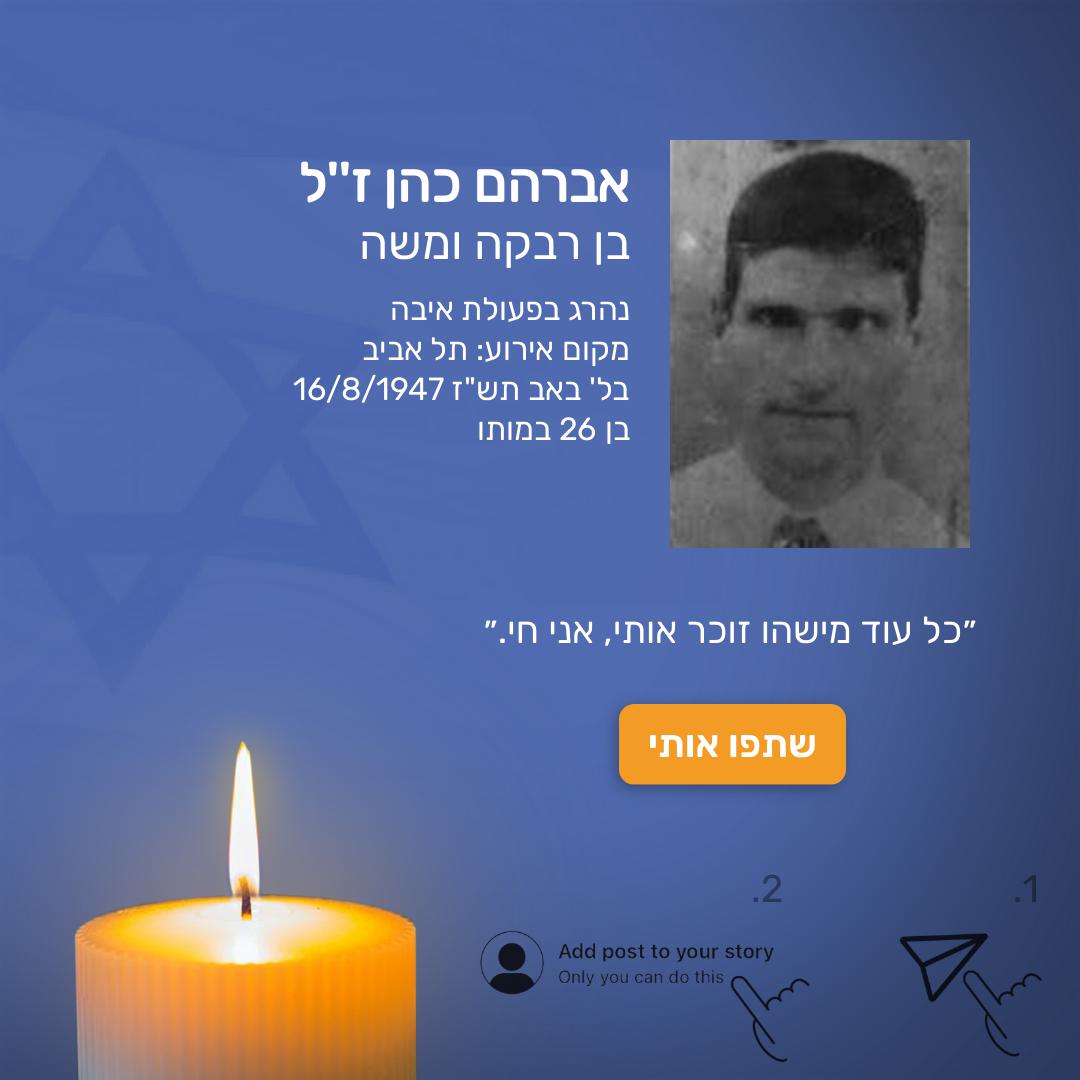 אברהם כהן ז"ל
בן רבקה ומשה
נהרג בפעולת איבה
מקום אירוע: תל אביב
בל' באב תש"ז 16/8/1947
בן 26 במותו
״כל עוד מישהו זוכר אותי, אני חי.״
שתפו אותי
1.
2.
Add post to your story
Only you can do this